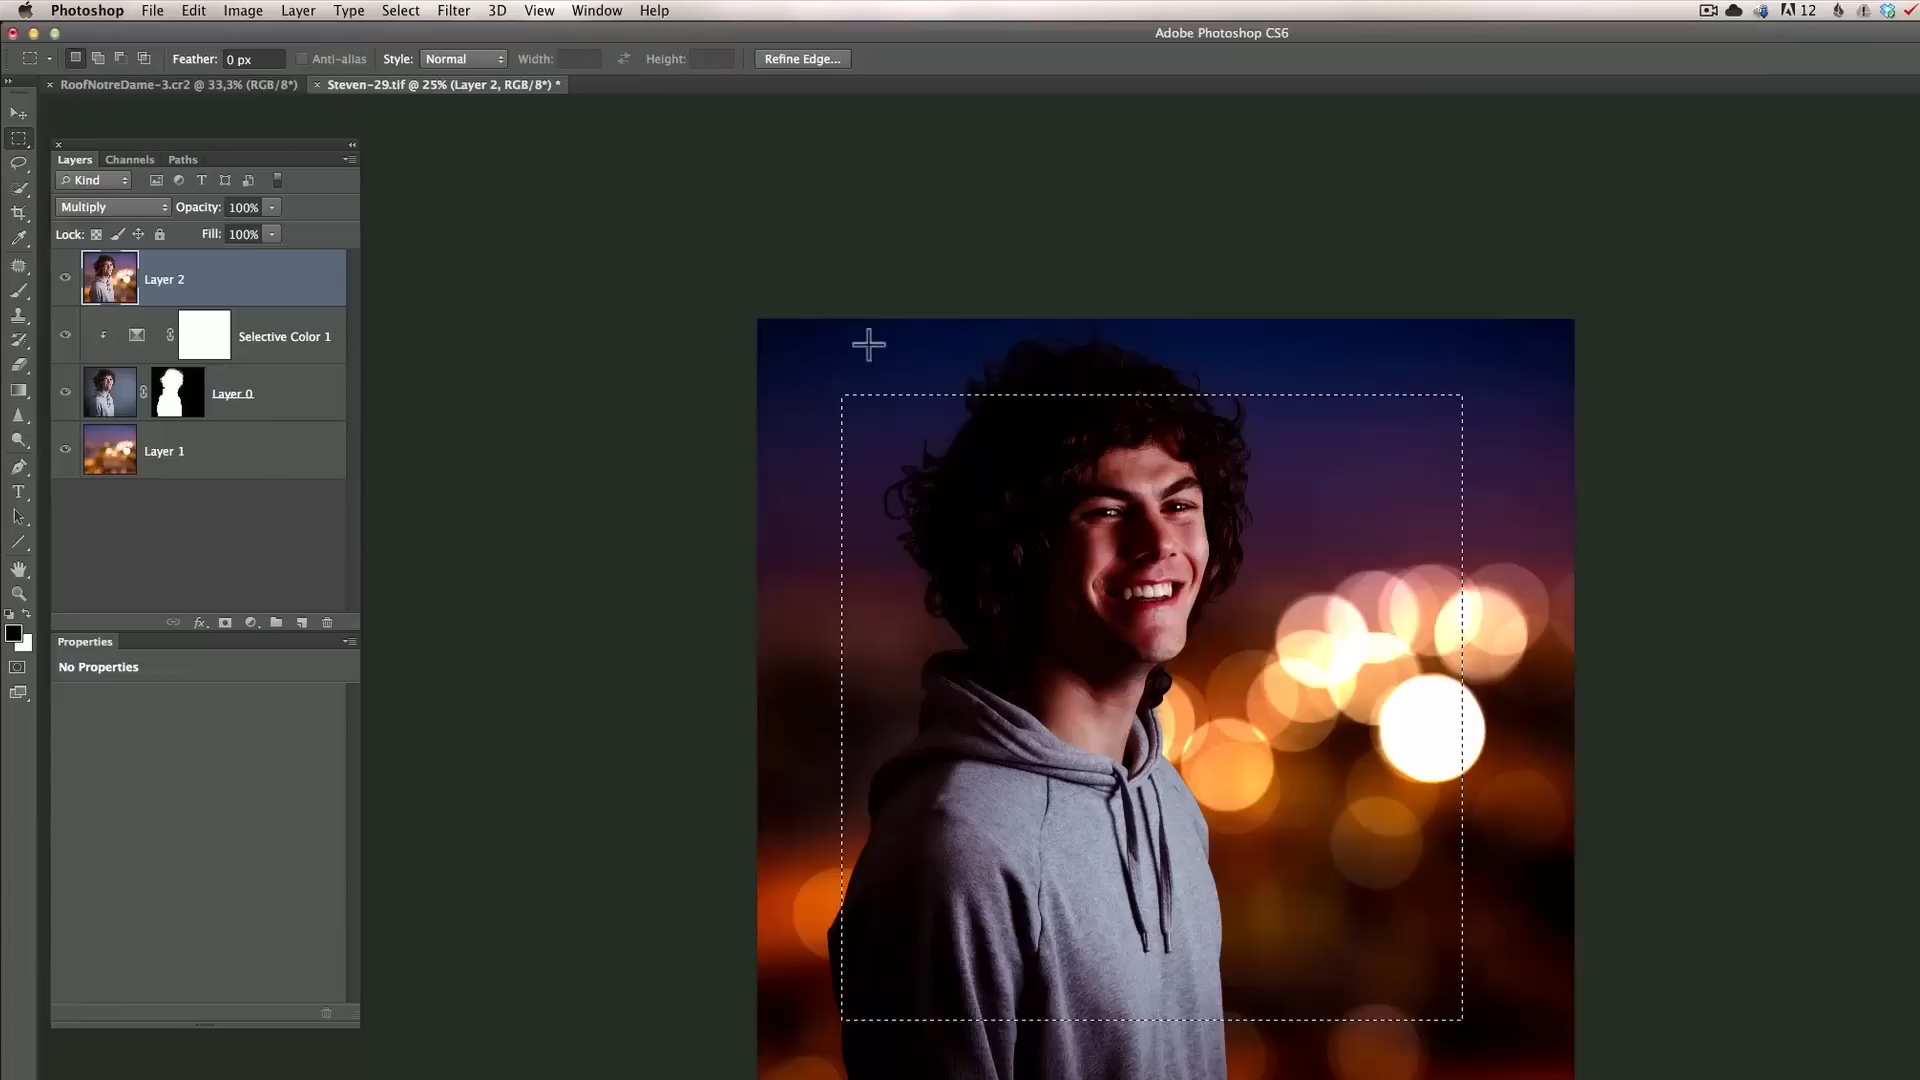 Photoshop File Edit Image Layer Type Select Filter 3D View Window Help 12
Adobe Photoshop CS6
Feather: 0 px Anti-alias Style: Normal Width: Height: Refine Edge...
RoofNotreDame-3.cr2 @ 33,3% (RGB/8*) Steven-29.tif @ 25% (Layer 2, RGB/8*) *
Layers Channels Paths
Kind
Multiply Opacity: 100%
Lock: Fill: 100%
Layer 2
Selective Color 1
Layer 0
Layer 1
fx
Properties
No Properties